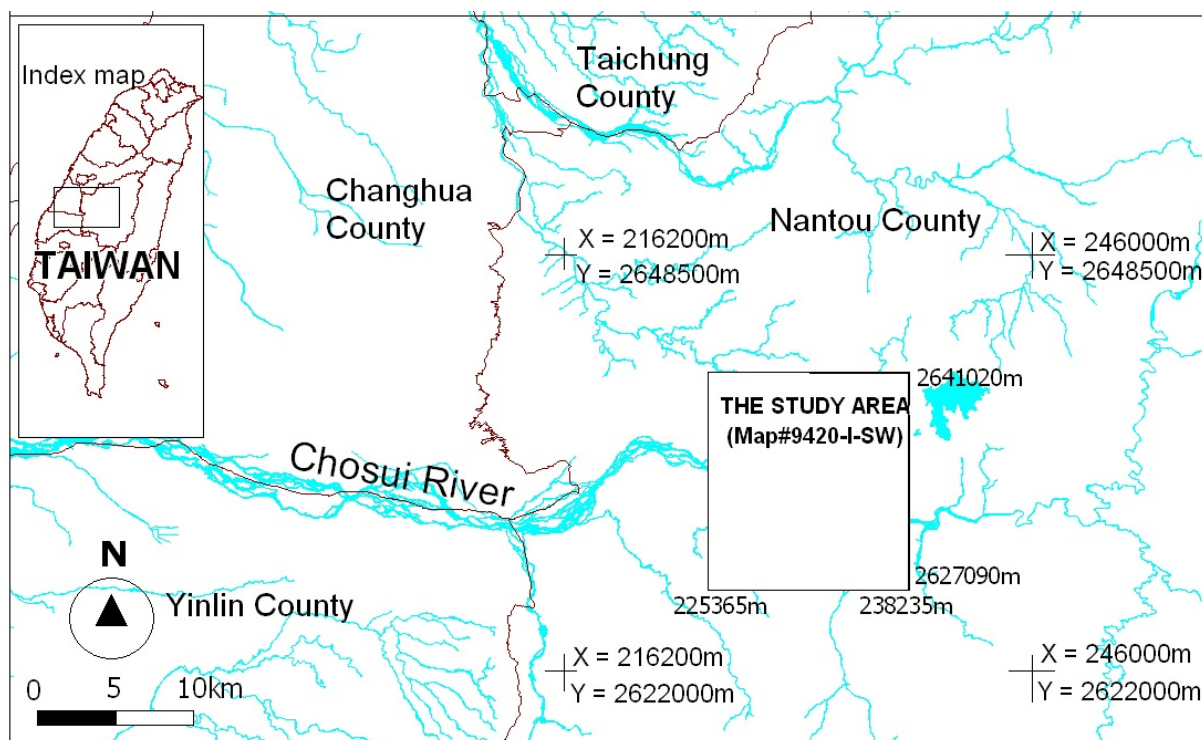 Index map
TAIWAN
Taichung
County
Changhua
County
Nantou County
X = 216200m
Y = 2648500m
X = 246000m
Y = 2648500m
2641020m
THE STUDY AREA
(Map#9420-I-SW)
Chosui River
2627090m
225365m
238235m
N
Yinlin County
X = 216200m
Y = 2622000m
X = 246000m
Y = 2622000m
0 5 10km